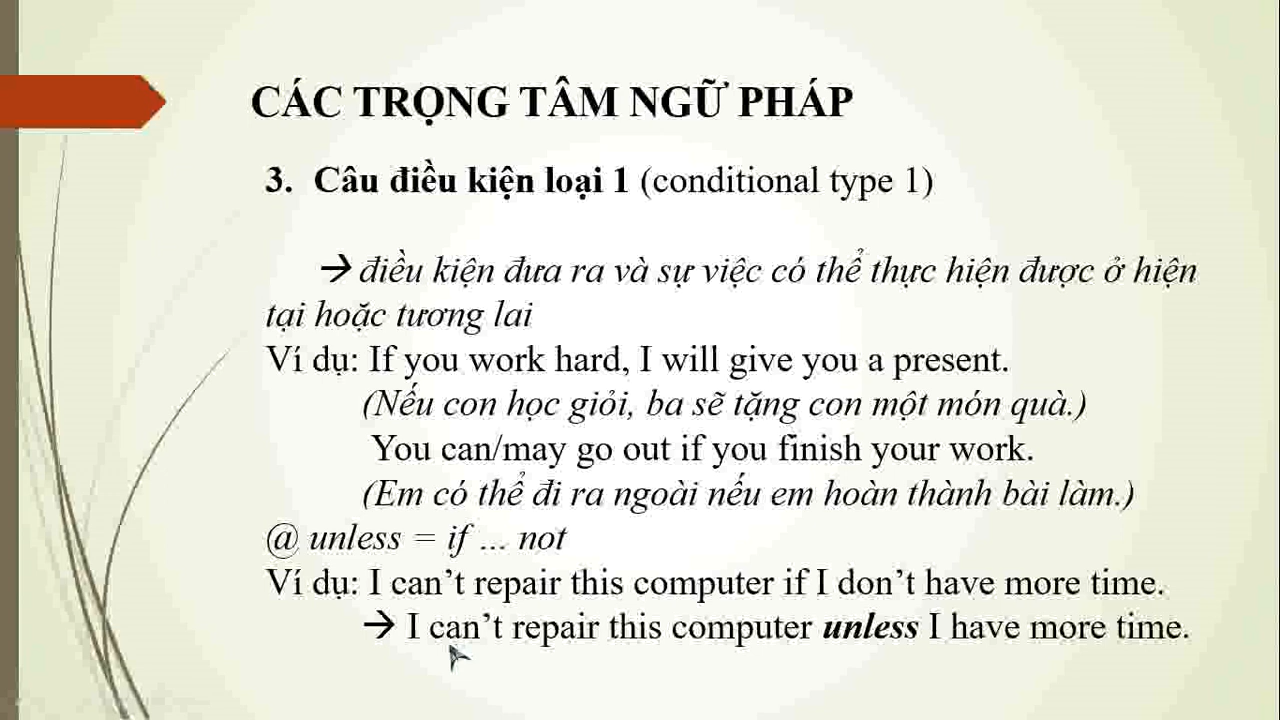 CÁC TRỌNG TÂM NGỮ PHÁP
3. Câu điều kiện loại 1 (conditional type 1)
→ điều kiện đưa ra và sự việc có thể thực hiện được ở hiện
tại hoặc tương lai
Ví dụ: If you work hard, I will give you a present.
(Nếu con học giỏi, ba sẽ tặng con một món quà.)
You can/may go out if you finish your work.
(Em có thể đi ra ngoài nếu em hoàn thành bài làm.)
@ unless = if ... not
Ví dụ: I can’t repair this computer if I don’t have more time.
→ I can’t repair this computer unless I have more time.